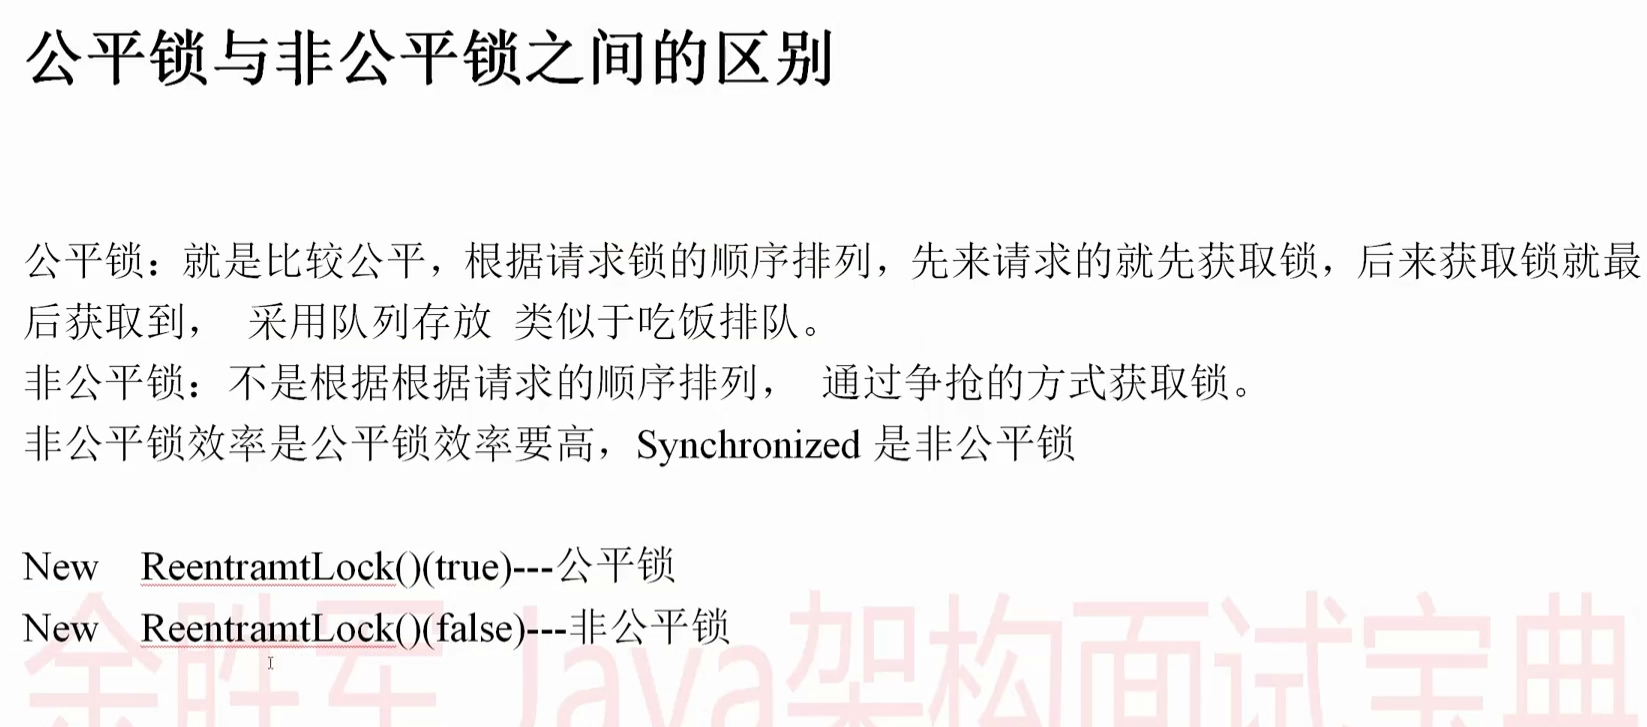 公平锁与非公平锁之间的区别
公平锁：就是比较公平，根据请求锁的顺序排列，先来请求的就先获取锁，后来获取锁就最
后获取到， 采用队列存放 类似于吃饭排队。
非公平锁：不是根据根据请求的顺序排列， 通过争抢的方式获取锁。
非公平锁效率是公平锁效率要高，Synchronized 是非公平锁
New ReentramtLock()(true)---公平锁
New ReentramtLock()(false)---非公平锁
余胜军 Java架构面试宝典